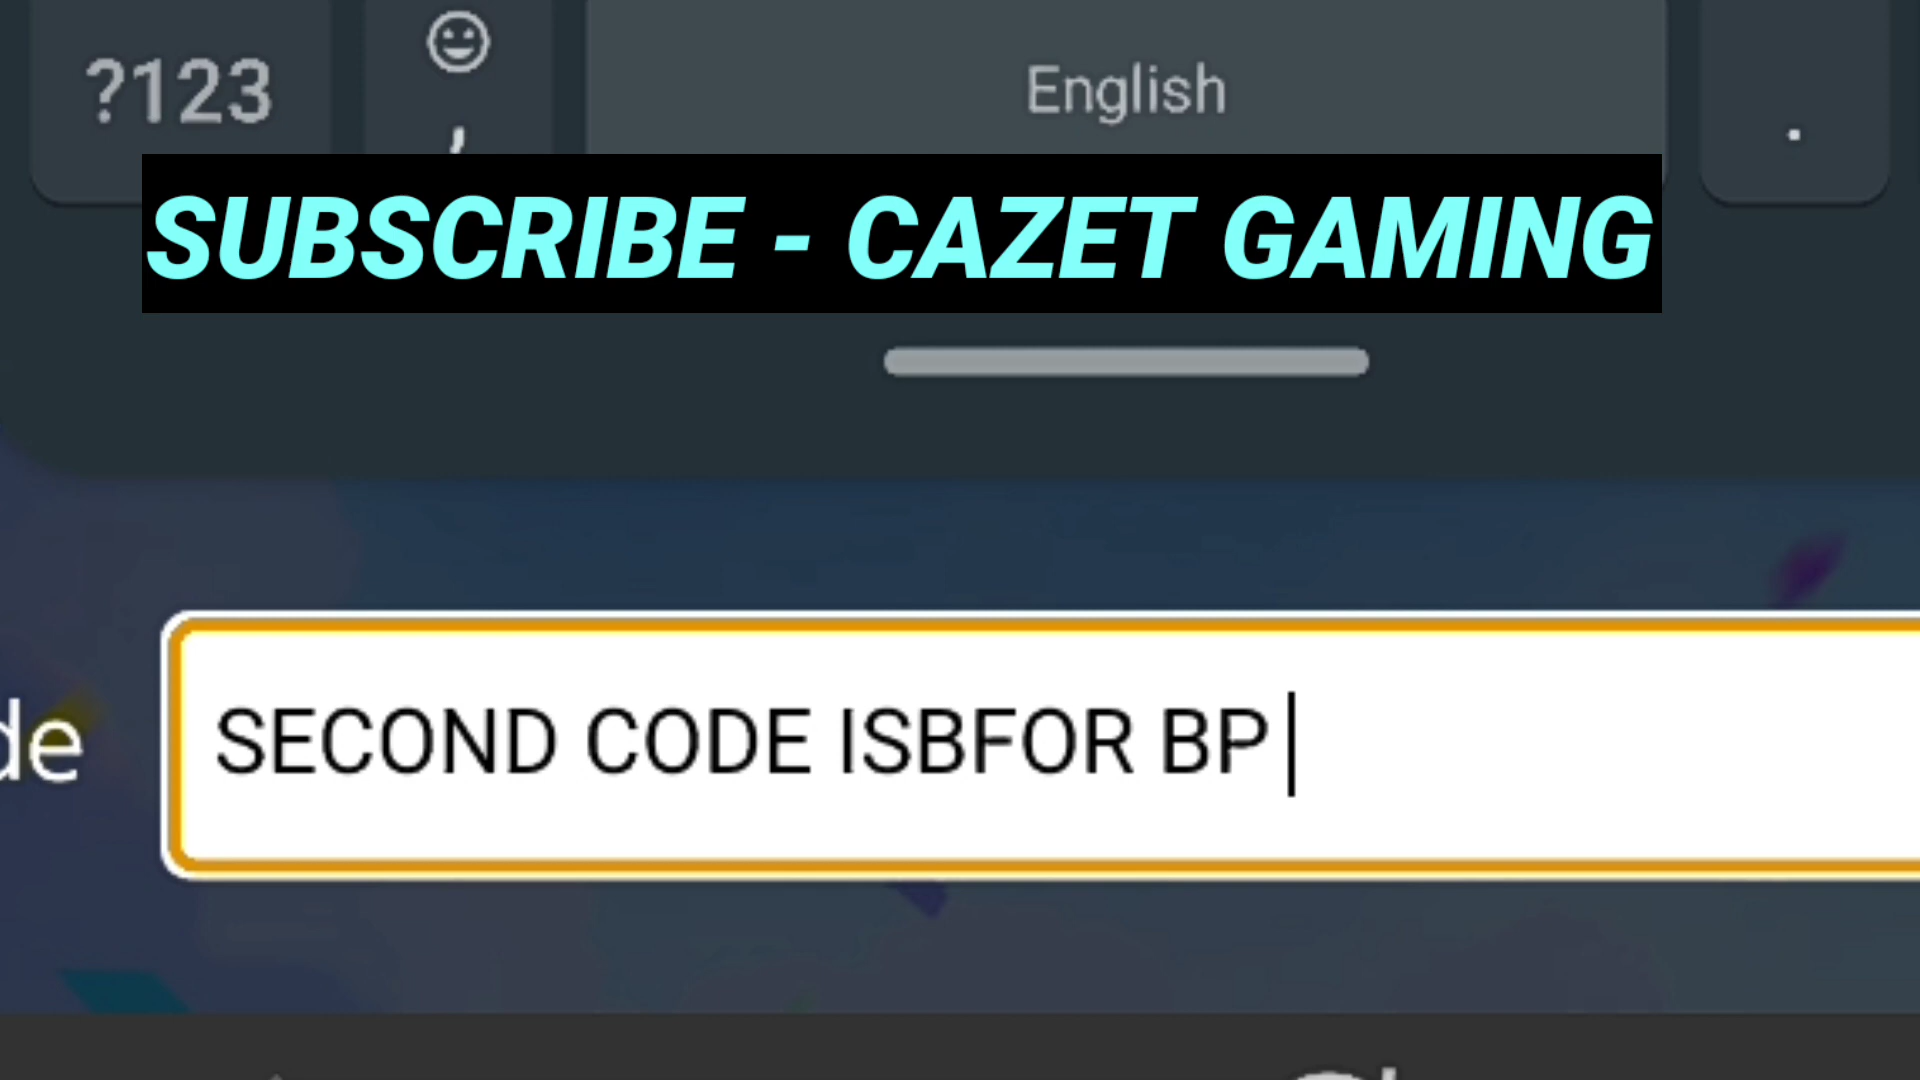 ?123 , English .
SUBSCRIBE - CAZET GAMING
de SECOND CODE ISBFOR BP